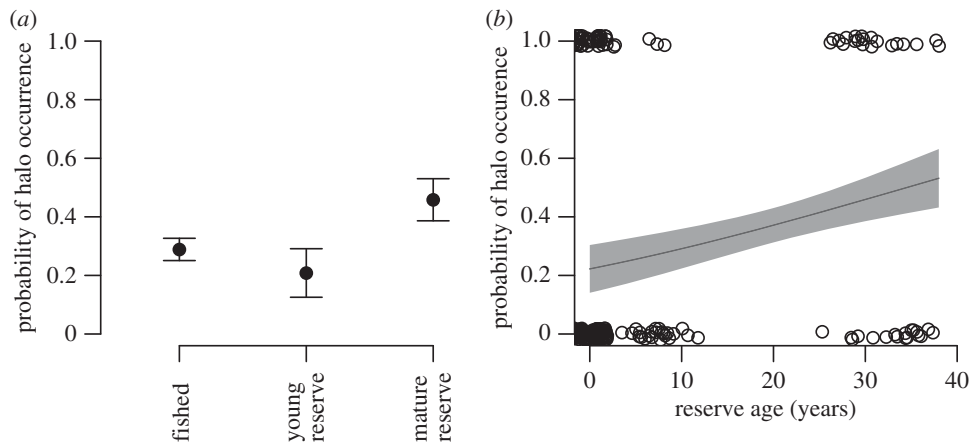 (a)
probability of halo occurrence
1.0
0.8
0.6
0.4
0.2
0
fished
young
reserve
mature
reserve
(b)
probability of halo occurrence
1.0
0.8
0.6
0.4
0.2
0
0 10 20 30 40
reserve age (years)